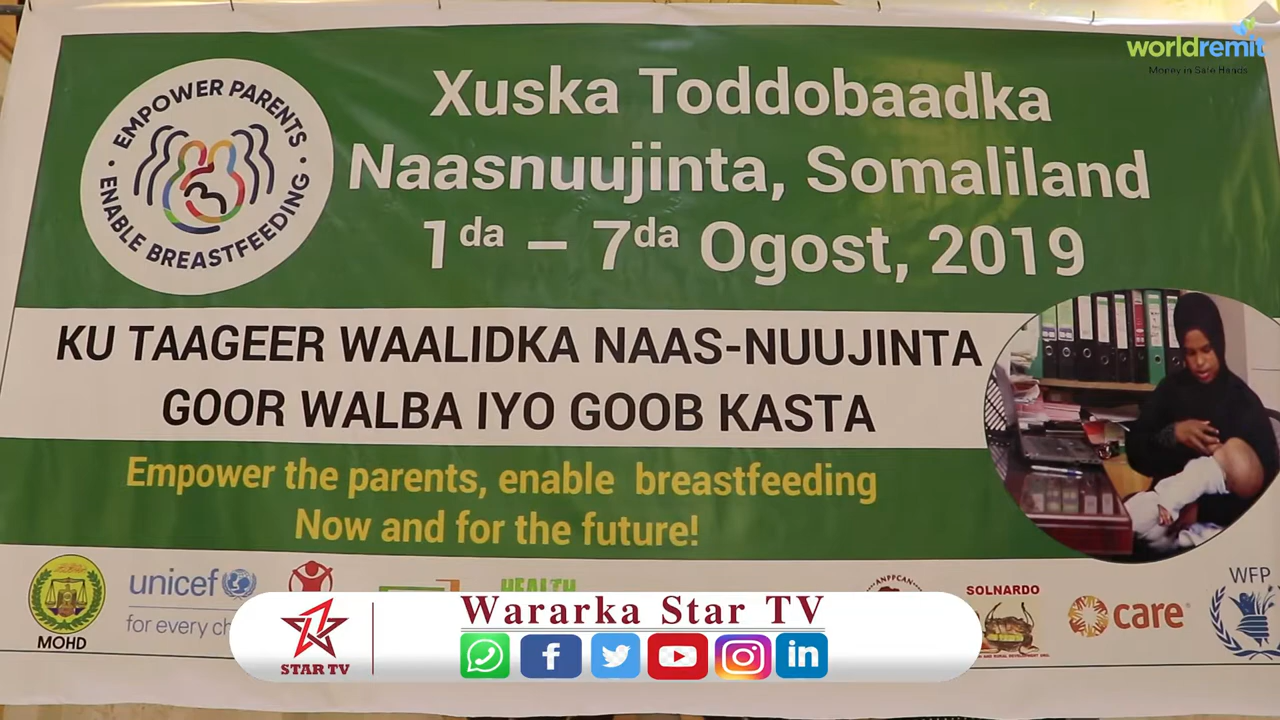 worldremit
Money in Safe Hands
EMPOWER PARENTS
ENABLE BREASTFEEDING
Xuska Toddobaadka
Naasnuujinta, Somaliland
1da – 7da Ogost, 2019
KU TAAGEER WAALIDKA NAAS-NUUJINTA
GOOR WALBA IYO GOOB KASTA
Empower the parents, enable breastfeeding
Now and for the future!
MOHD
unicef
for every ch
HEALTH
ANPPCAN
SOLNARDO
care
WFP
STAR TV
Wararka Star TV